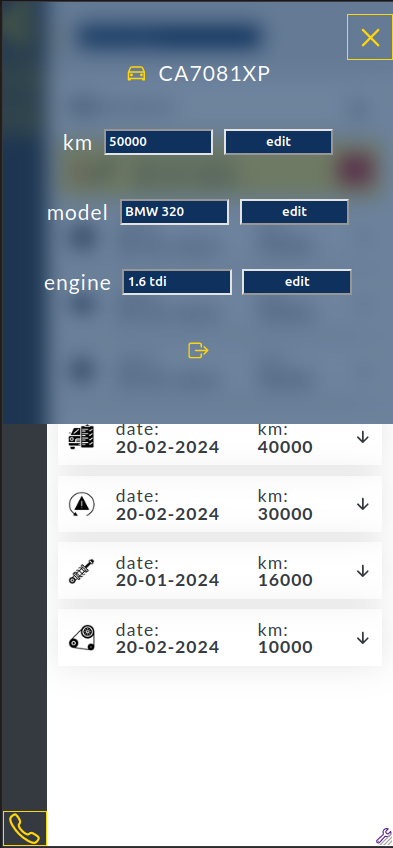 CA7081XP
km 50000 edit
model BMW 320 edit
engine 1.6 tdi edit
date: km:
20-02-2024 40000
date: km:
20-02-2024 30000
date: km:
20-01-2024 16000
date: km:
20-02-2024 10000